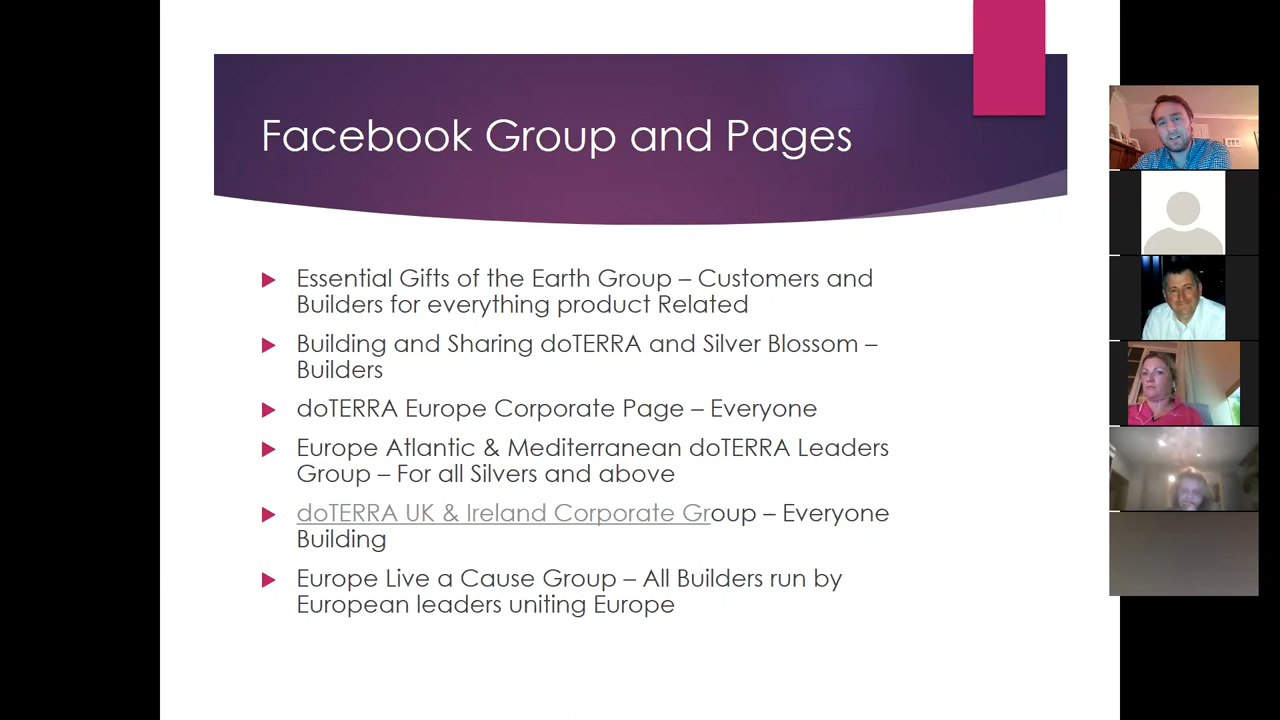 Facebook Group and Pages
Essential Gifts of the Earth Group – Customers and
Builders for everything product Related
Building and Sharing doTERRA and Silver Blossom –
Builders
doTERRA Europe Corporate Page – Everyone
Europe Atlantic & Mediterranean doTERRA Leaders
Group – For all Silvers and above
doTERRA UK & Ireland Corporate Group – Everyone
Building
Europe Live a Cause Group – All Builders run by
European leaders uniting Europe